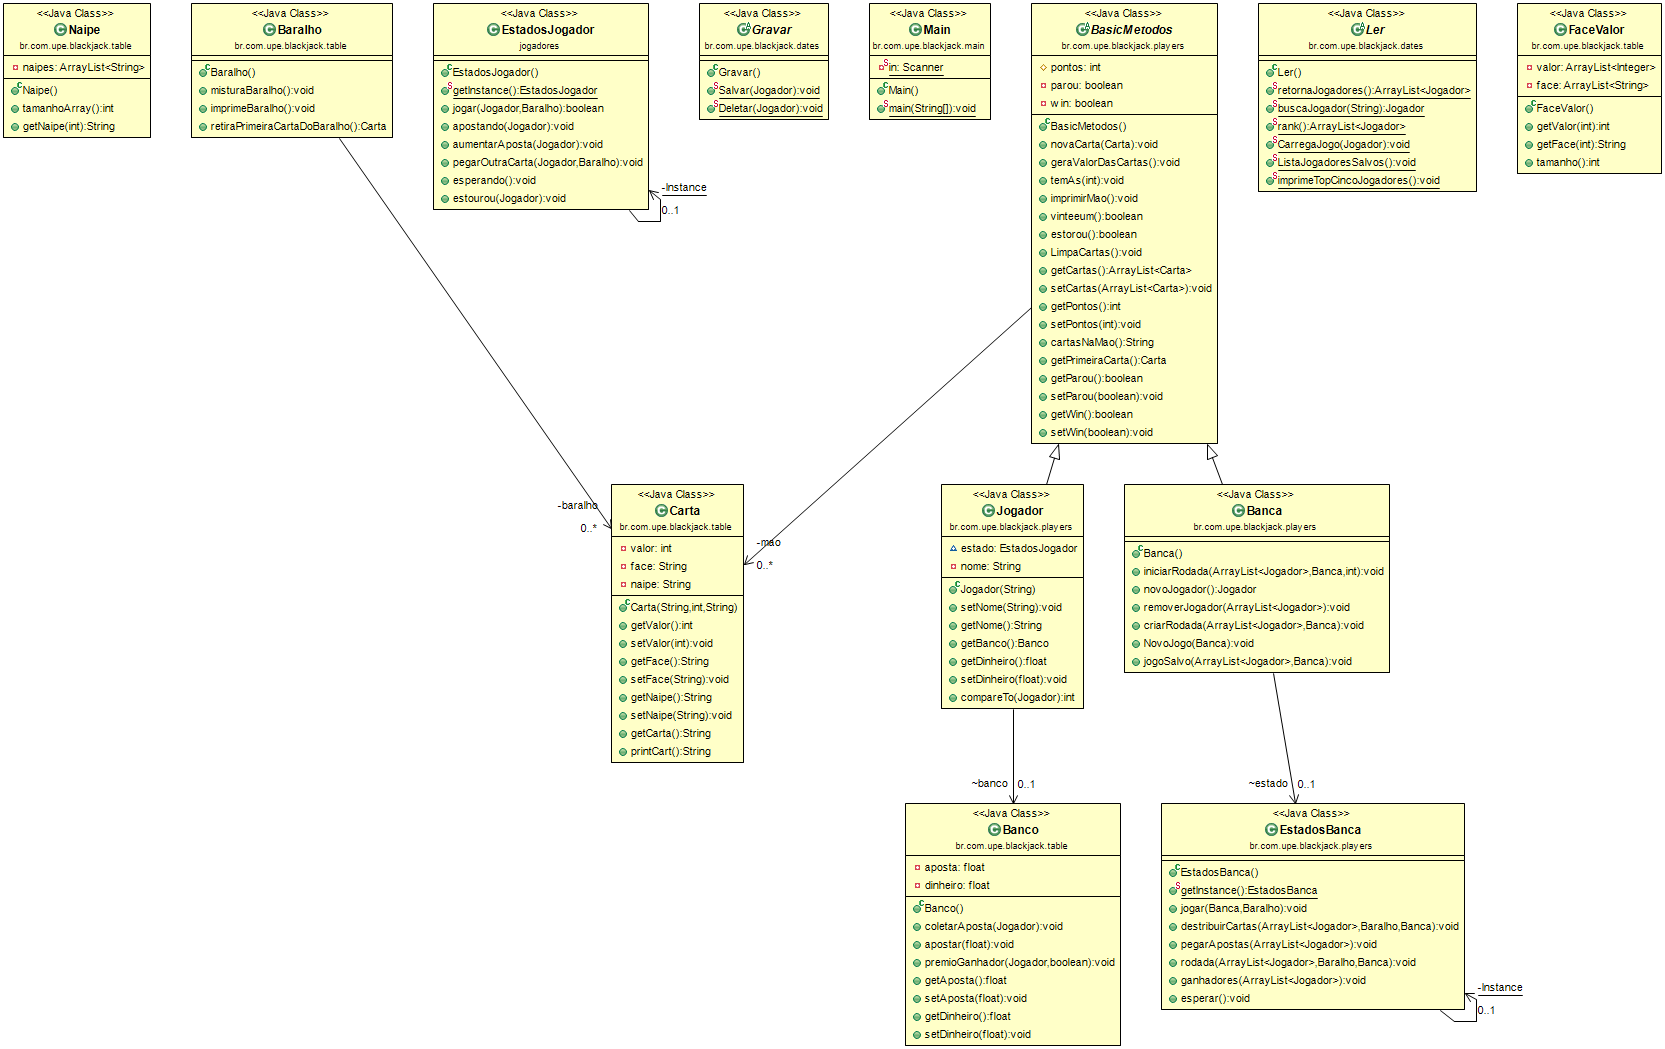 <<Java Class>>
Naipe
br.com.upe.blackjack.table
naipes: ArrayList<String>
Naipe()
tamanhoArray():int
getNaipe(int):String
<<Java Class>>
Baralho
br.com.upe.blackjack.table
Baralho()
misturaBaralho():void
imprimeBaralho():void
retiraPrimeiraCartaDoBaralho():Carta
<<Java Class>>
EstadosJogador
jogadores
EstadosJogador()
getInstance():EstadosJogador
jogar(Jogador,Baralho):boolean
apostando(Jogador):void
aumentarAposta(Jogador):void
pegarOutraCarta(Jogador,Baralho):void
esperando():void
estourou(Jogador):void
-Instance
0..1
<<Java Class>>
Gravar
br.com.upe.blackjack.dates
Gravar()
Salvar(Jogador):void
Deletar(Jogador):void
<<Java Class>>
Main
br.com.upe.blackjack.main
in: Scanner
Main()
main(String[]):void
<<Java Class>>
BasicMetodos
br.com.upe.blackjack.players
pontos: int
parou: boolean
win: boolean
BasicMetodos()
novaCarta(Carta):void
geraValorDasCartas():void
temAs(int):void
imprimirMao():void
vinteeum():boolean
estorou():boolean
LimpaCartas():void
getCartas():ArrayList<Carta>
setCartas(ArrayList<Carta>):void
getPontos():int
setPontos(int):void
cartasNaMao():String
getPrimeiraCarta():Carta
getParou():boolean
setParou(boolean):void
getWin():boolean
setWin(boolean):void
<<Java Class>>
Ler
br.com.upe.blackjack.dates
Ler()
retornaJogadores():ArrayList<Jogador>
buscaJogador(String):Jogador
rank():ArrayList<Jogador>
CarregaJogo(Jogador):void
ListaJogadoresSalvos():void
imprimeTopCincoJogadores():void
<<Java Class>>
FaceValor
br.com.upe.blackjack.table
valor: ArrayList<Integer>
face: ArrayList<String>
FaceValor()
getValor(int):int
getFace(int):String
tamanho():int
-baralho
0..*
<<Java Class>>
Carta
br.com.upe.blackjack.table
valor: int
face: String
naipe: String
Carta(String,int,String)
getValor():int
setValor(int):void
getFace():String
setFace(String):void
getNaipe():String
setNaipe(String):void
getCarta():String
printCart():String
-mao
0..*
<<Java Class>>
Jogador
br.com.upe.blackjack.players
estado: EstadosJogador
nome: String
Jogador(String)
setNome(String):void
getNome():String
getBanco():Banco
getDinheiro():float
setDinheiro(float):void
compareTo(Jogador):int
<<Java Class>>
Banca
br.com.upe.blackjack.players
Banca()
iniciarRodada(ArrayList<Jogador>,Banca,int):void
novoJogador():Jogador
removerJogador(ArrayList<Jogador>):void
criarRodada(ArrayList<Jogador>,Banca):void
NovoJogo(Banca):void
jogoSalvo(ArrayList<Jogador>,Banca):void
~banco
0..1
~estado
0..1
<<Java Class>>
Banco
br.com.upe.blackjack.table
aposta: float
dinheiro: float
Banco()
coletarAposta(Jogador):void
apostar(float):void
premioGanhador(Jogador,boolean):void
getAposta():float
setAposta(float):void
getDinheiro():float
setDinheiro(float):void
<<Java Class>>
EstadosBanca
br.com.upe.blackjack.players
EstadosBanca()
getInstance():EstadosBanca
jogar(Banca,Baralho):void
destribuirCartas(ArrayList<Jogador>,Baralho,Banca):void
pegarApostas(ArrayList<Jogador>):void
rodada(ArrayList<Jogador>,Baralho,Banca):void
ganhadores(ArrayList<Jogador>):void
esperar():void
-Instance
0..1